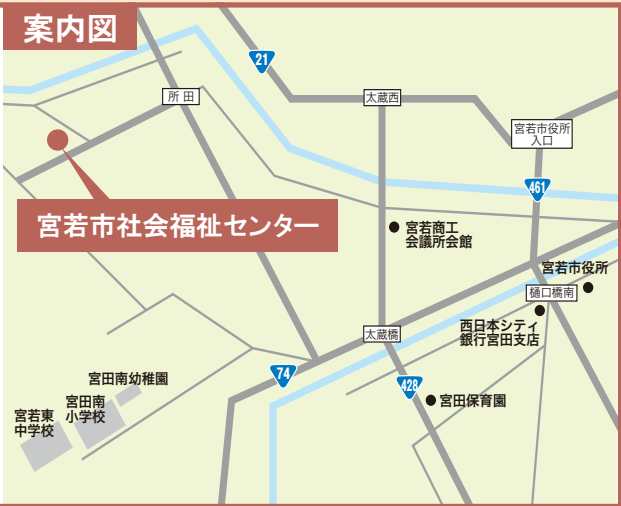 案内図
21
所田
太蔵西
宮若市役所
入口
461
宮若市社会福祉センター
宮若商工
会議所会館
宮若市役所
樋口橋南
西日本シティ
銀行宮田支店
太蔵橋
74
428
宮田保育園
宮田南幼稚園
宮田南
小学校
宮若東
中学校